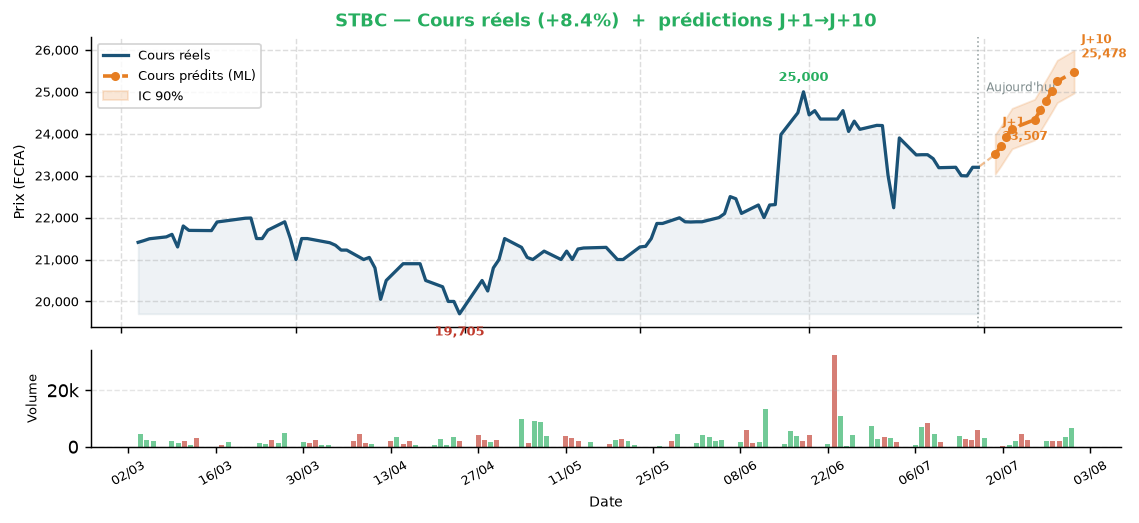 STBC — Cours réels (+8.4%)  +  prédictions J+1→J+10
Cours réels
Cours prédits (ML)
IC 90%
26,000
25,000
24,000
23,000
22,000
21,000
20,000
Prix (FCFA)
25,000
19,705
Aujourd'hui
J+1
23,507
J+10
25,478
Volume
20k
0
02/03
16/03
30/03
13/04
27/04
11/05
25/05
08/06
22/06
06/07
20/07
03/08
Date